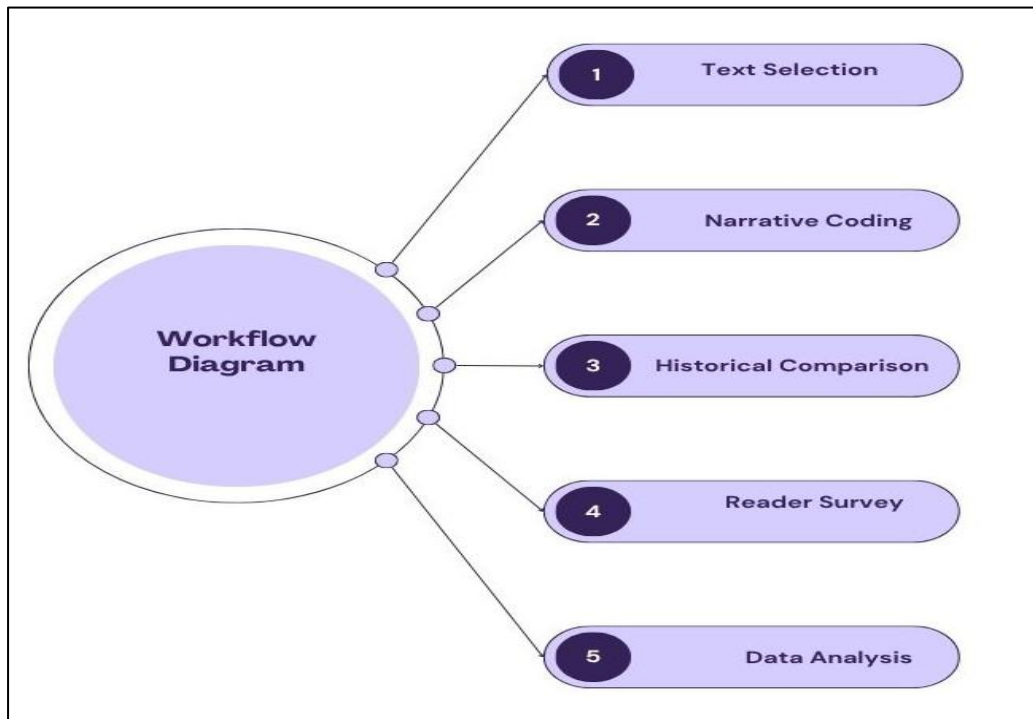 Workflow
Diagram
1 Text Selection
2 Narrative Coding
3 Historical Comparison
4 Reader Survey
5 Data Analysis